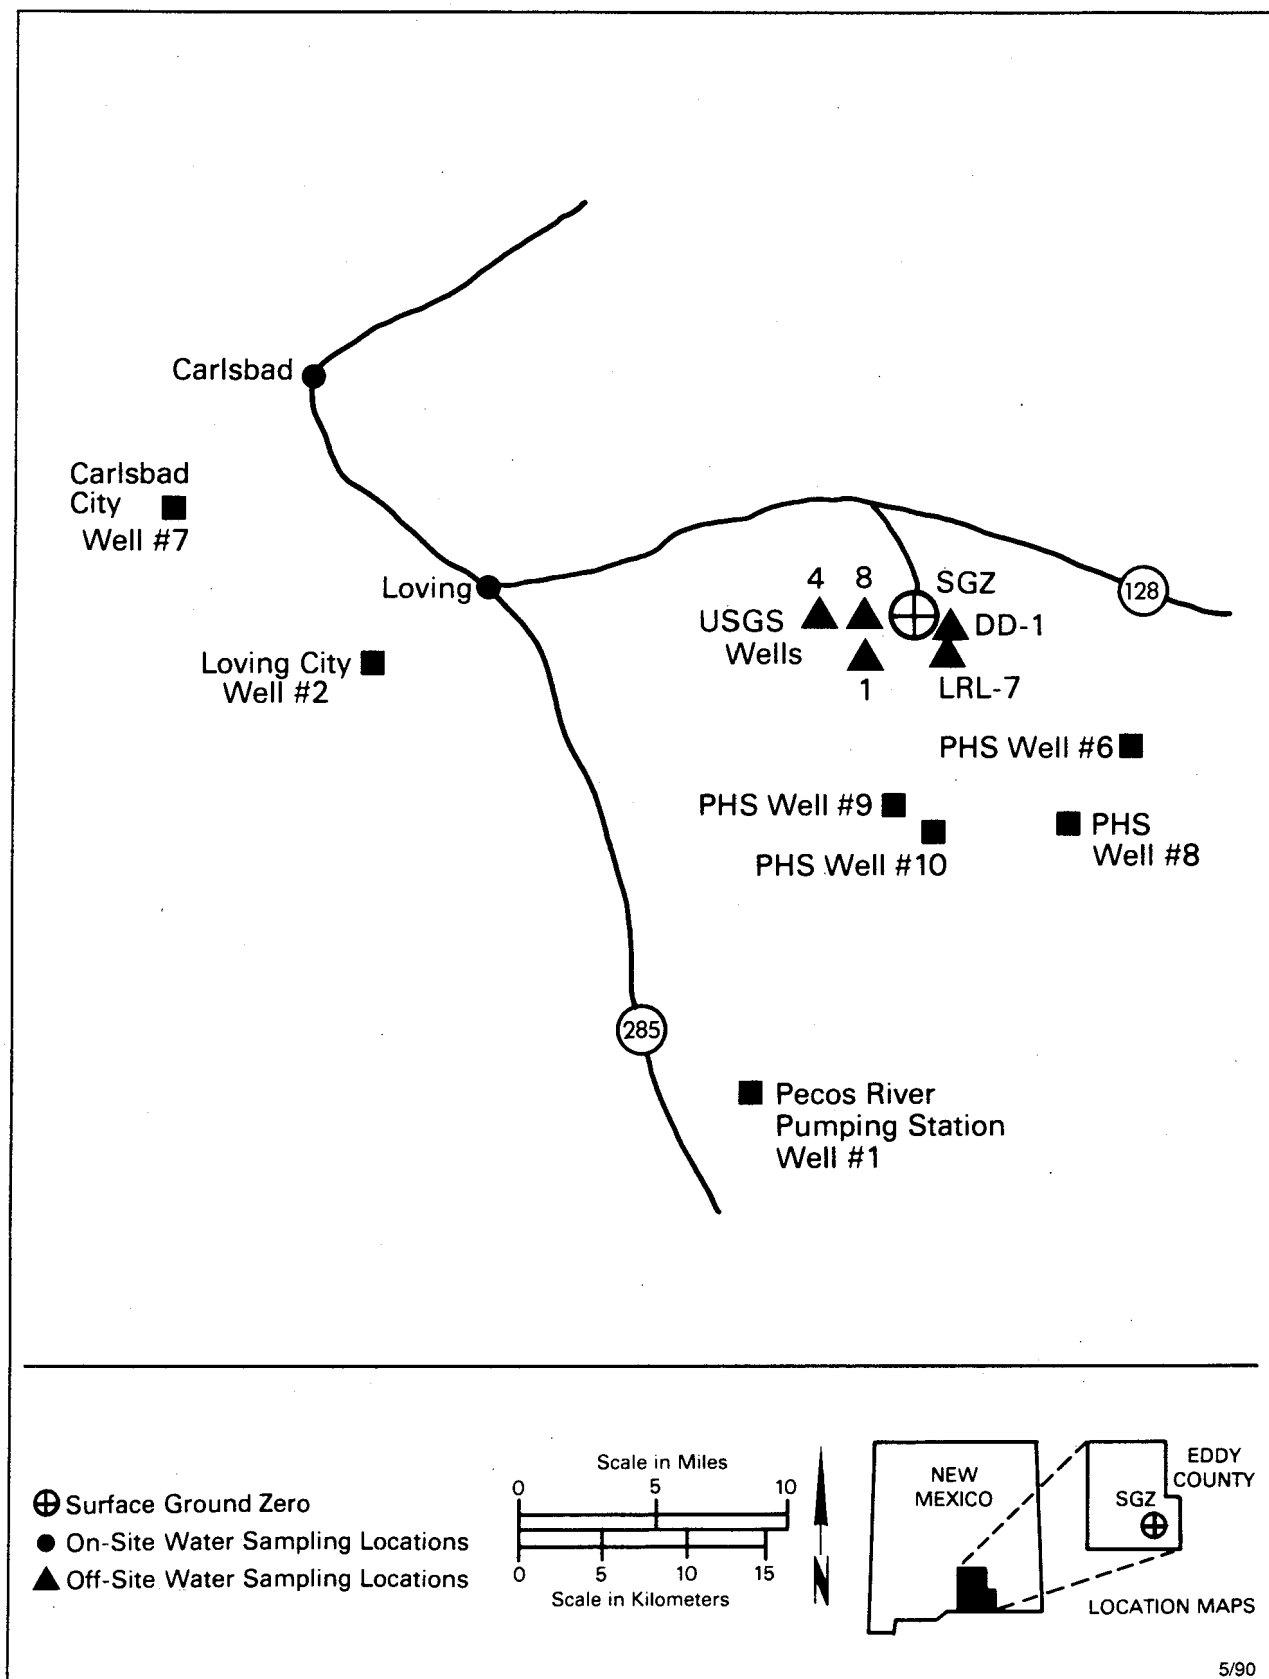 Carlsbad
Carlsbad
City
Well #7
Loving
Loving City
Well #2
4
8
SGZ
128
USGS
Wells
DD-1
1
LRL-7
PHS Well #6
PHS Well #9
PHS Well #10
PHS
Well #8
285
Pecos River
Pumping Station
Well #1
Surface Ground Zero
On-Site Water Sampling Locations
Off-Site Water Sampling Locations
Scale in Miles
0 5 10
0 5 10 15
Scale in Kilometers
N
NEW
MEXICO
EDDY
COUNTY
SGZ
LOCATION MAPS
5/90